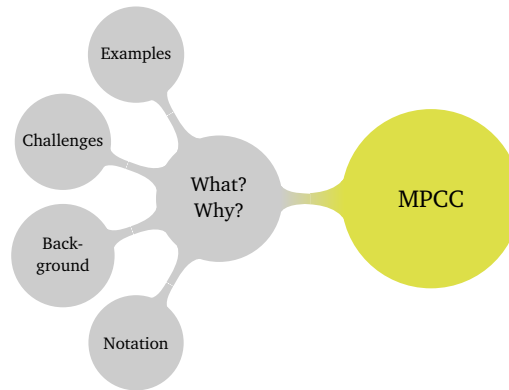 Examples
Challenges
What?
Why?
MPCC
Back-
ground
Notation